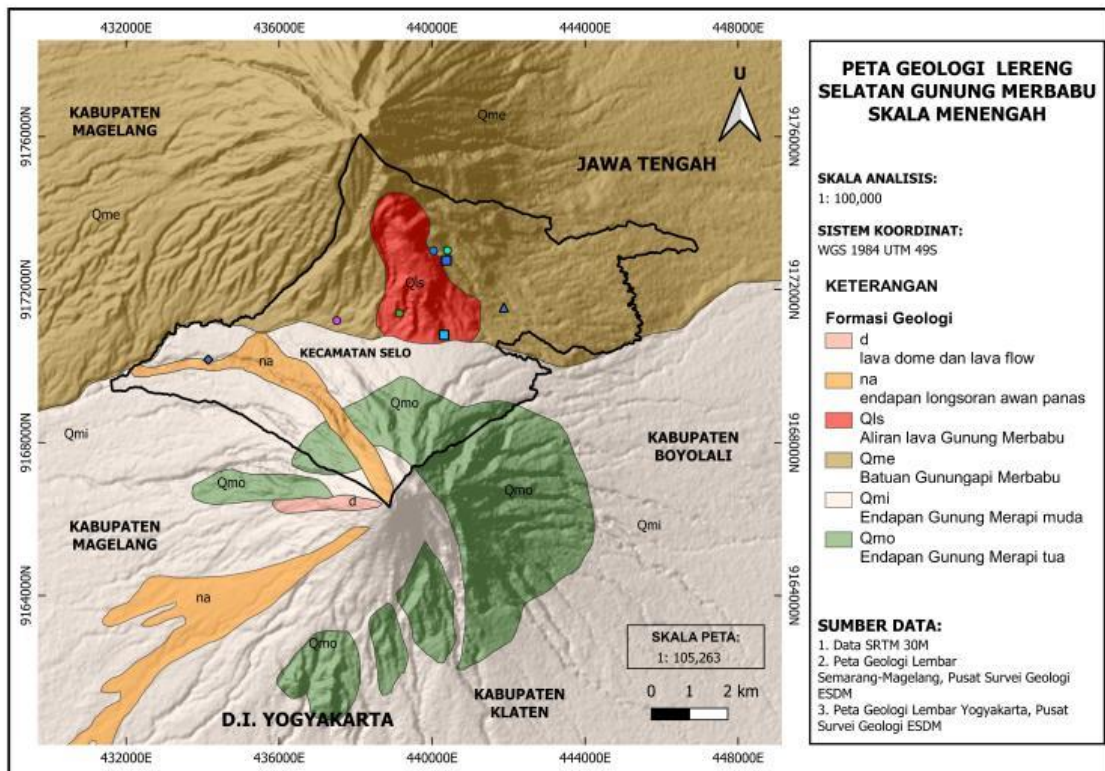 432000E
436000E
440000E
444000E
448000E
9176000N
9172000N
9168000N
9164000N
9176000N
9172000N
9168000N
9164000N
432000E
436000E
440000E
444000E
448000E
KABUPATEN
MAGELANG
Qme
U
JAWA TENGAH
Qme
Qls
KECAMATAN SELO
na
Qmo
Qmi
KABUPATEN
BOYOLALI
Qmo
d
Qmo
Qmi
KABUPATEN
MAGELANG
na
Qmo
SKALA PETA:
1: 105,263
0 1 2 km
KABUPATEN
KLATEN
D.I. YOGYAKARTA
PETA GEOLOGI LERENG
SELATAN GUNUNG MERBABU
SKALA MENENGAH
SKALA ANALISIS:
1: 100,000
SISTEM KOORDINAT:
WGS 1984 UTM 49S
KETERANGAN
Formasi Geologi
d
lava dome dan lava flow
na
endapan longsoran awan panas
Qls
Aliran lava Gunung Merbabu
Qme
Batuan Gunungapi Merbabu
Qmi
Endapan Gunung Merapi muda
Qmo
Endapan Gunung Merapi tua
SUMBER DATA:
1. Data SRTM 30M
2. Peta Geologi Lembar
Semarang-Magelang, Pusat Survei Geologi
ESDM
3. Peta Geologi Lembar Yogyakarta, Pusat
Survei Geologi ESDM